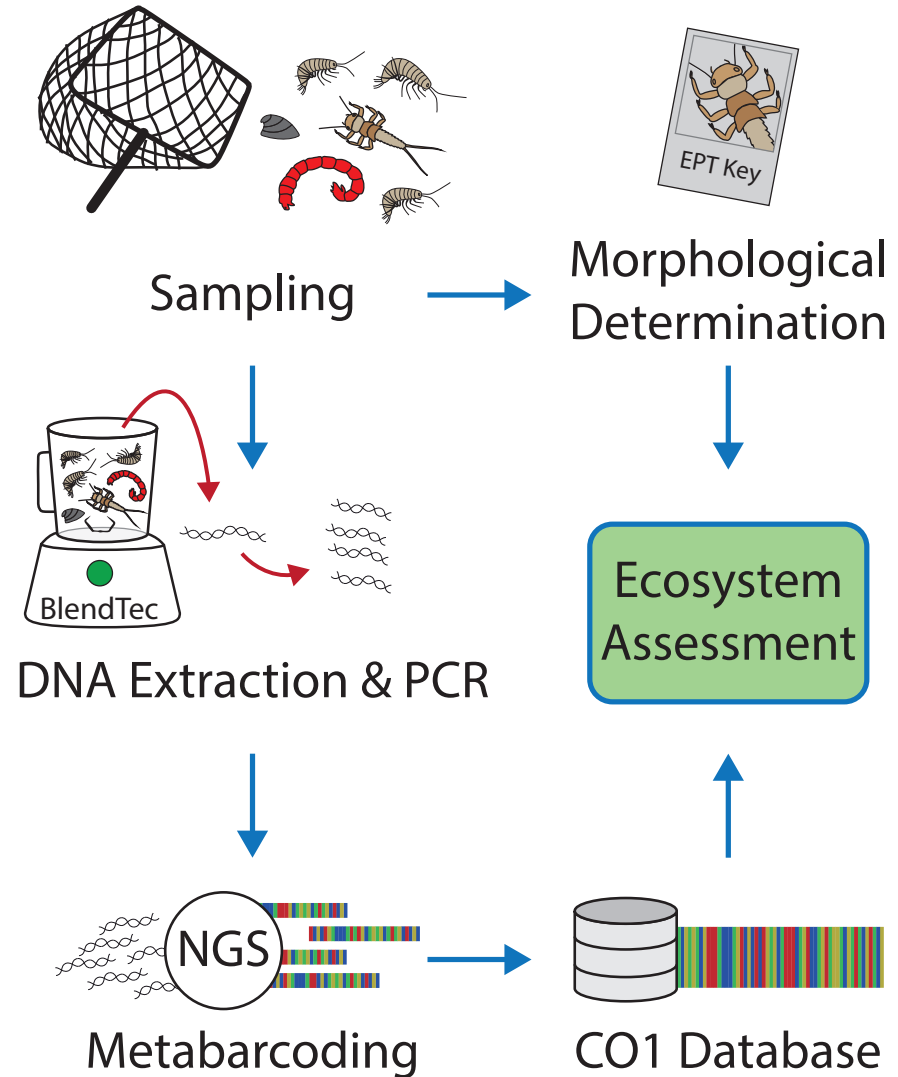 EPT Key
Sampling
Morphological
Determination
BlendTec
DNA Extraction & PCR
Ecosystem
Assessment
NGS
Metabarcoding
CO1 Database